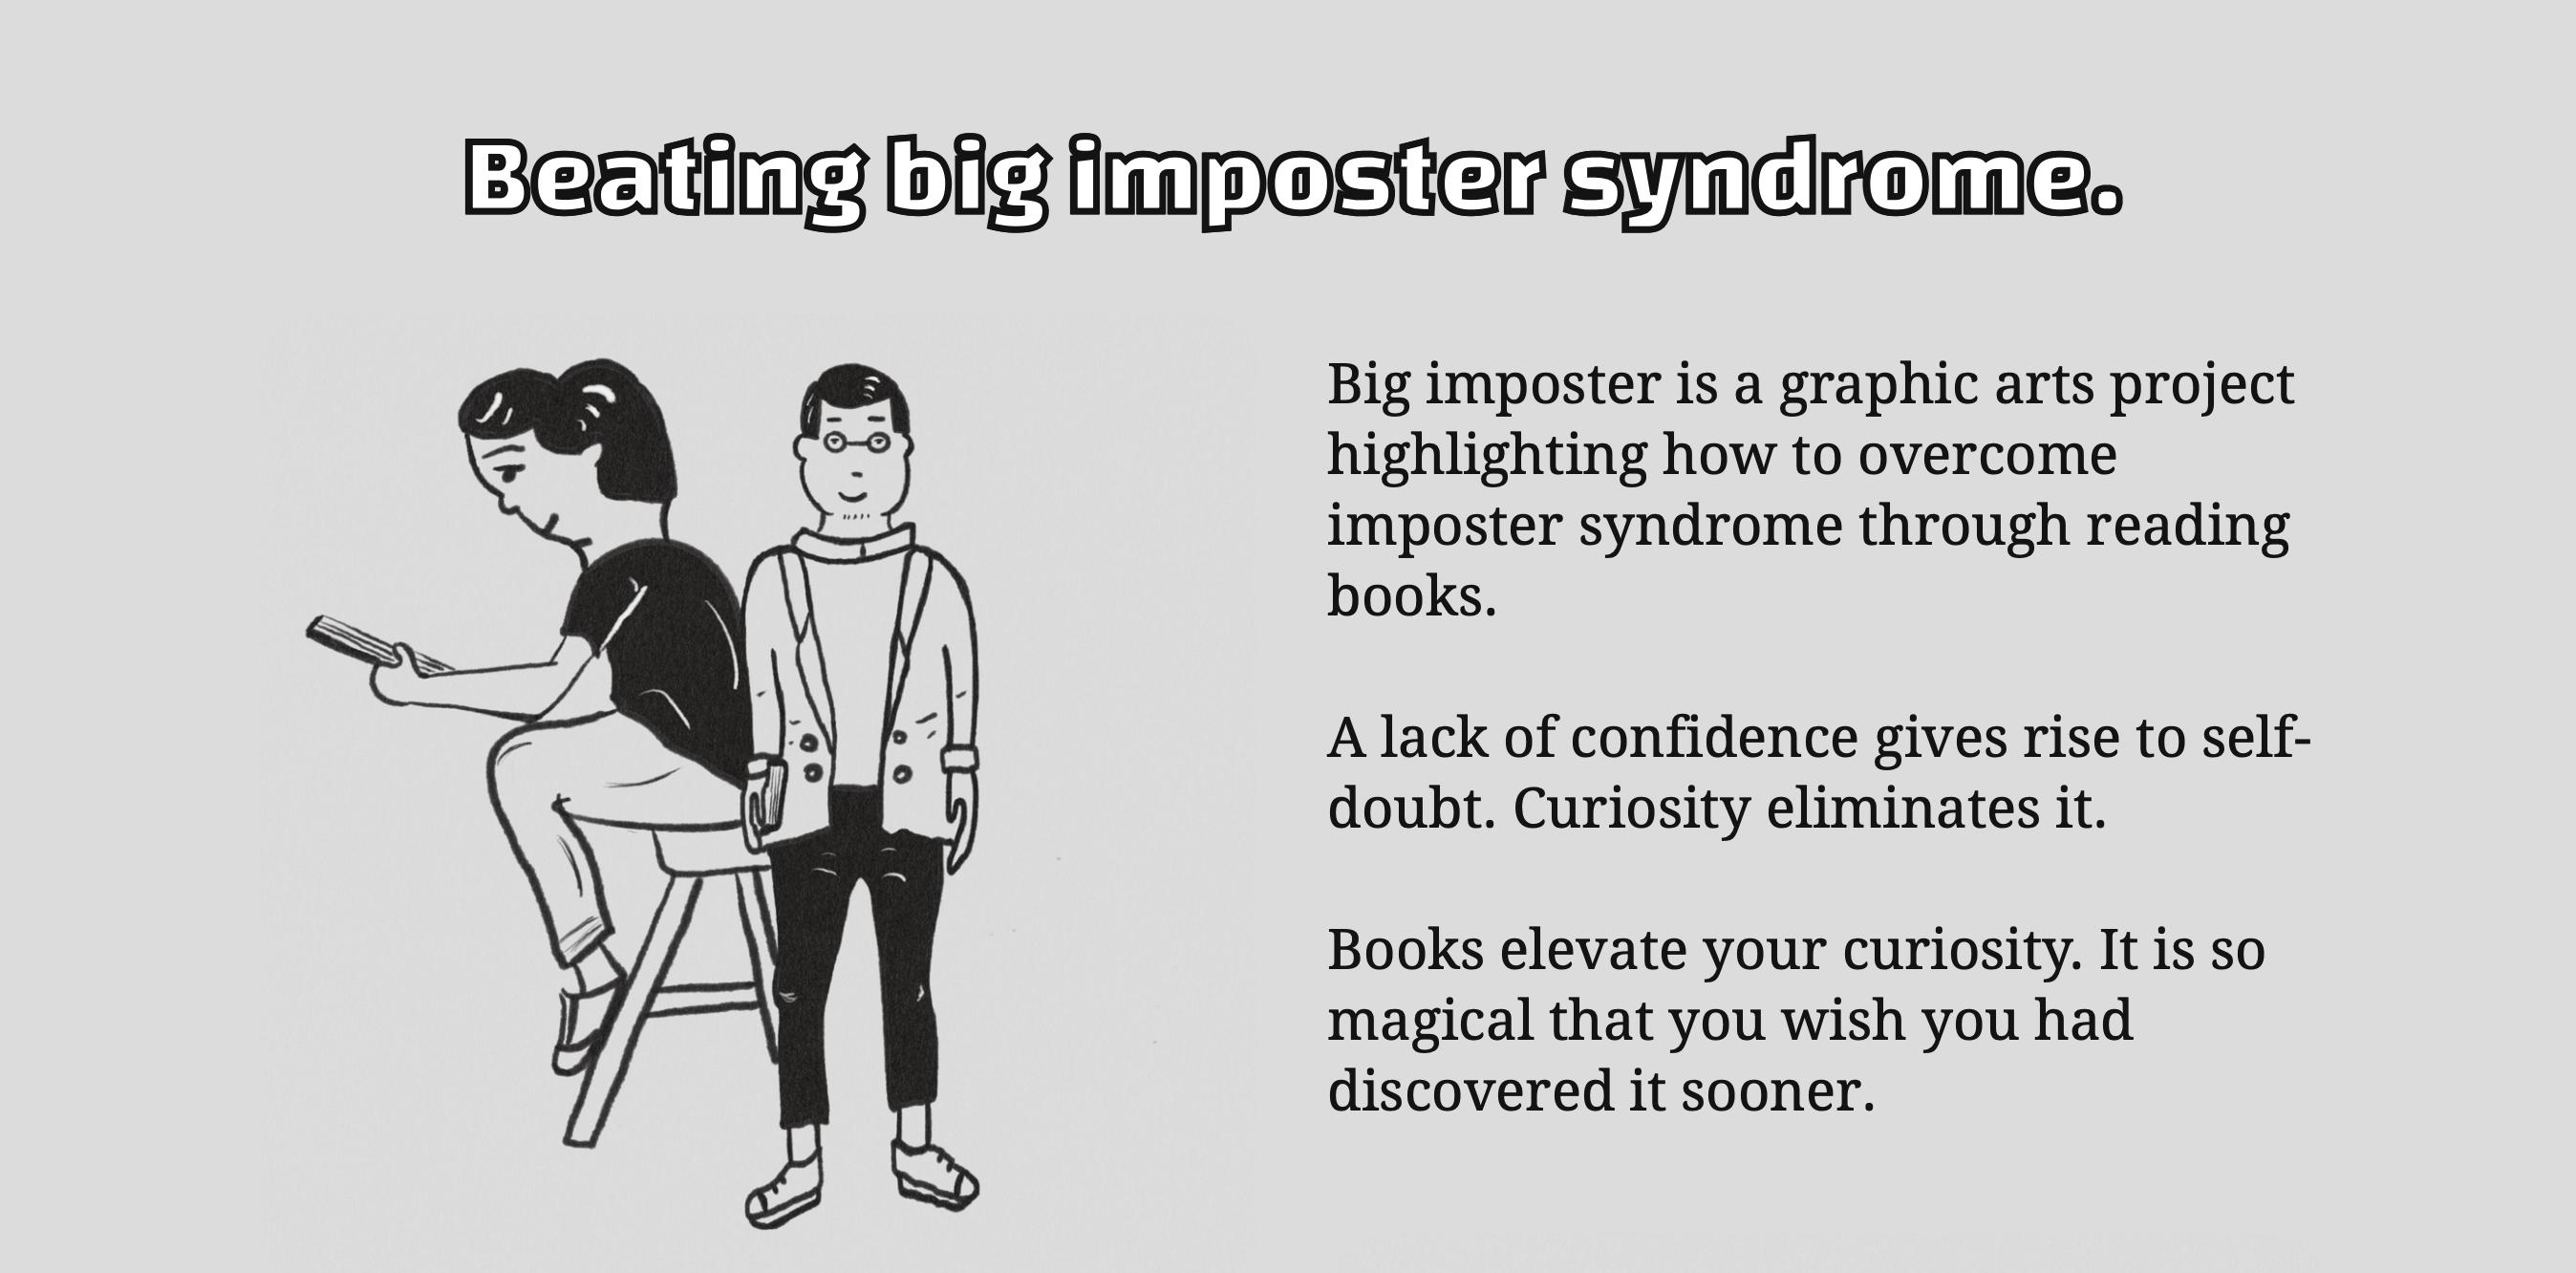 Beating big imposter syndrome.
Big imposter is a graphic arts project
highlighting how to overcome
imposter syndrome through reading
books.
A lack of confidence gives rise to self-
doubt. Curiosity eliminates it.
Books elevate your curiosity. It is so
magical that you wish you had
discovered it sooner.